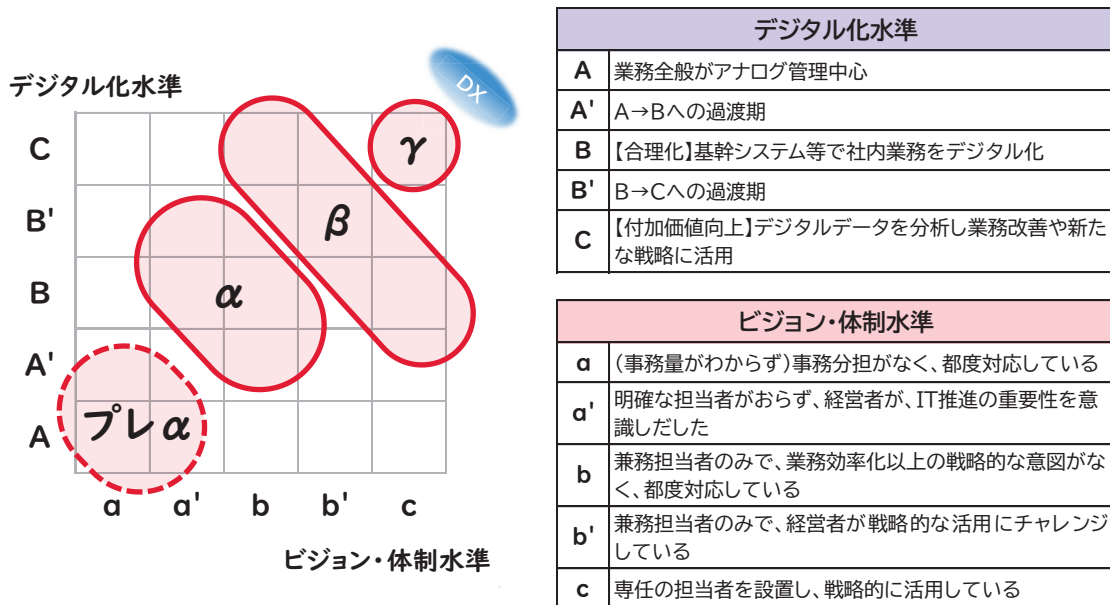 デジタル化水準
DX
C
B'
B
A'
A
γ
β
α
プレα
a a' b b' c
ビジョン・体制水準
デジタル化水準
A 業務全般がアナログ管理中心
A' A→Bへの過渡期
B 【合理化】基幹システム等で社内業務をデジタル化
B' B→Cへの過渡期
C 【付加価値向上】デジタルデータを分析し業務改善や新た
な戦略に活用
ビジョン・体制水準
a (事務量がわからず)事務分担がなく、都度対応している
a' 明確な担当者がおらず、経営者が、IT推進の重要性を意
識しだした
b 兼務担当者のみで、業務効率化以上の戦略的な意図がな
く、都度対応している
b' 兼務担当者のみで、経営者が戦略的な活用にチャレンジ
している
c 専任の担当者を設置し、戦略的に活用している